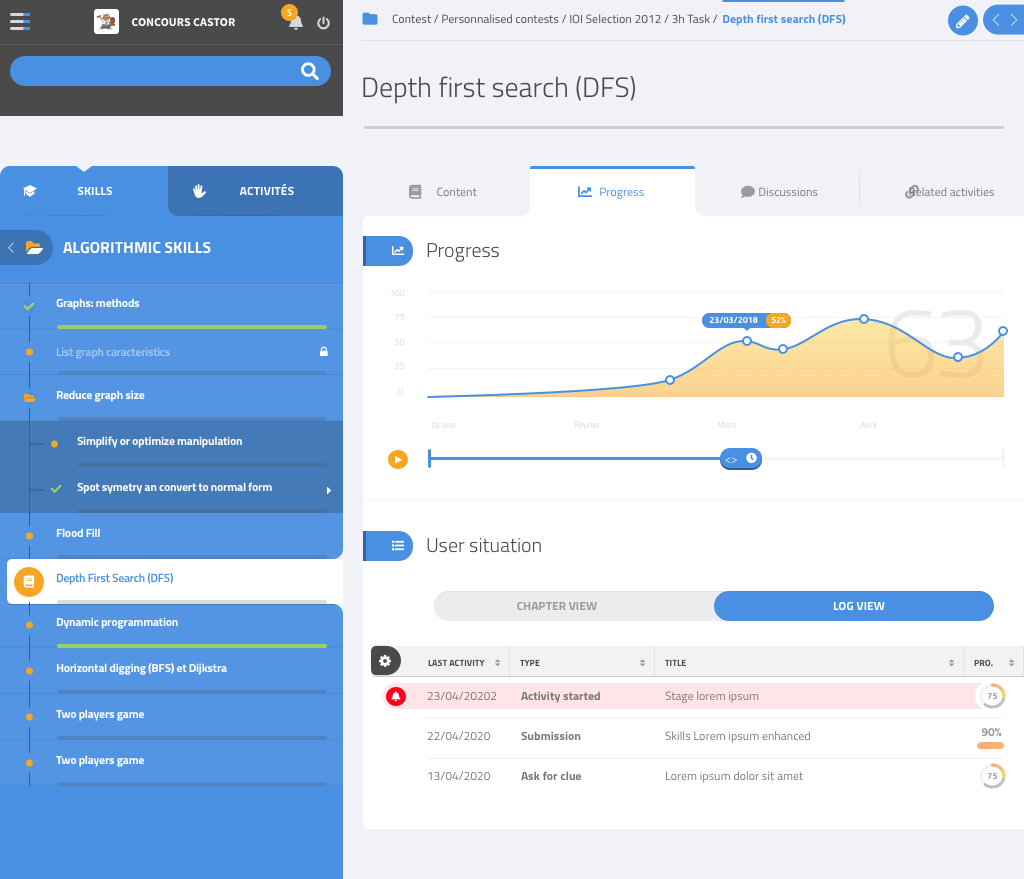 CONCOURS CASTOR
5
Contest / Personnalised contests / IOI Selection 2012 / 3h Task / Depth first search (DFS)
Depth first search (DFS)
SKILLS
ACTIVITÉS
ALGORITHMIC SKILLS
Graphs: methods
List graph caracteristics
Reduce graph size
Simplify or optimize manipulation
Spot symetry an convert to normal form
Flood Fill
Depth First Search (DFS)
Dynamic programmation
Horizontal digging (BFS) et Dijkstra
Two players game
Two players game
Content
Progress
Discussions
Related activities
Progress
100
75
50
25
0
23/03/2018 52%
63
Janvier Février Mars Avril
<>
User situation
CHAPTER VIEW
LOG VIEW
LAST ACTIVITY TYPE TITLE PRO.
23/04/20202 Activity started Stage lorem ipsum 75
22/04/2020 Submission Skills Lorem ipsum enhanced 90%
13/04/2020 Ask for clue Lorem ipsum dolor sit amet 75